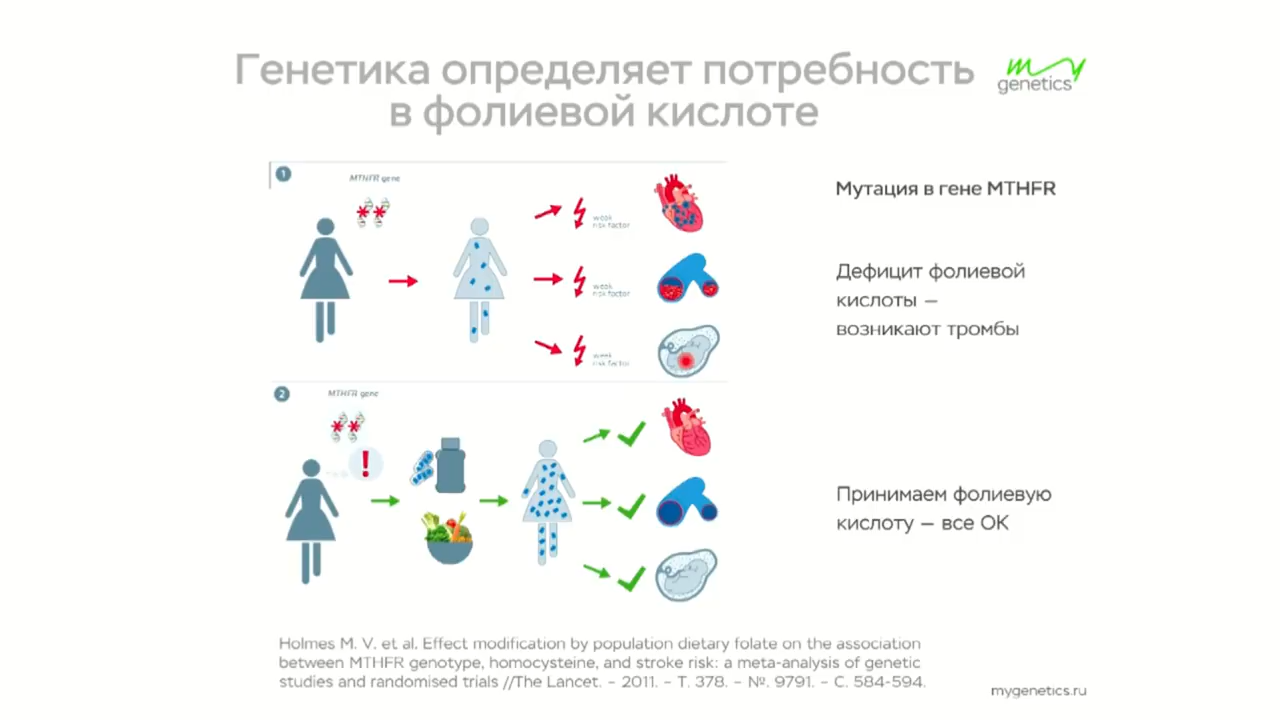 Генетика определяет потребность
в фолиевой кислоте
my
genetics
1
MTHFR gene
weak
risk factor
weak
risk factor
week
risk factor
Мутация в гене MTHFR
Дефицит фолиевой
кислоты —
возникают тромбы
2
MTHFR gene
!
Принимаем фолиевую
кислоту — все ОК
Holmes M. V. et al. Effect modification by population dietary folate on the association
between MTHFR genotype, homocysteine, and stroke risk: a meta-analysis of genetic
studies and randomised trials //The Lancet. – 2011. – Т. 378. – №. 9791. – С. 584-594.
mygenetics.ru